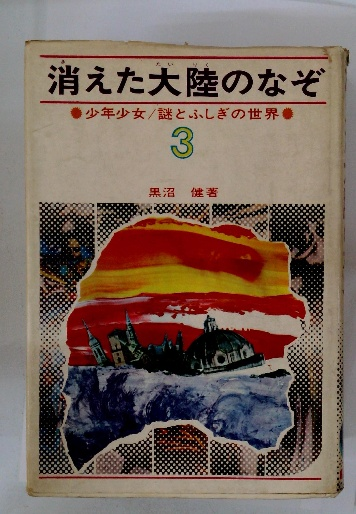 消えた大陸のなぞ
●少年少女/謎とふしぎの世界●
3
黒沼 健著